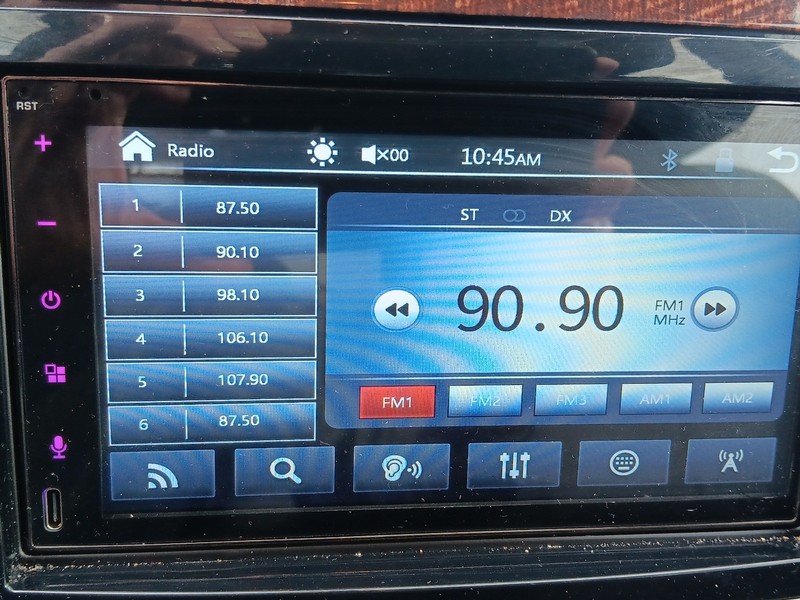 RST
Radio ×00 10:45AM
1 87.50
2 90.10
3 98.10
4 106.10
5 107.90
6 87.50
ST DX
90.90 FM1
MHz
FM1 FM2 FM3 AM1 AM2